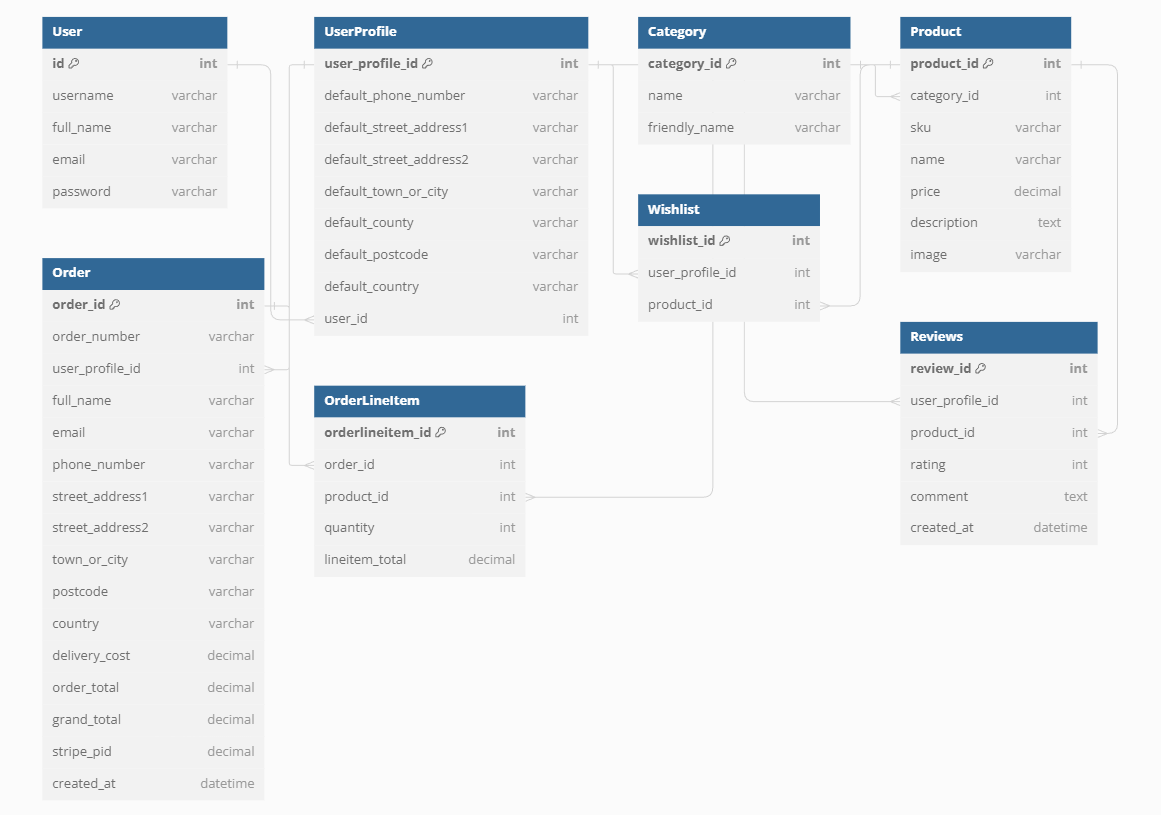 User
id int
username varchar
full_name varchar
email varchar
password varchar
UserProfile
user_profile_id int
default_phone_number varchar
default_street_address1 varchar
default_street_address2 varchar
default_town_or_city varchar
default_county varchar
default_postcode varchar
default_country varchar
user_id int
Category
category_id int
name varchar
friendly_name varchar
Product
product_id int
category_id int
sku varchar
name varchar
price decimal
description text
image varchar
Wishlist
wishlist_id int
user_profile_id int
product_id int
Order
order_id int
order_number varchar
user_profile_id int
full_name varchar
email varchar
phone_number varchar
street_address1 varchar
street_address2 varchar
town_or_city varchar
postcode varchar
country varchar
delivery_cost decimal
order_total decimal
grand_total decimal
stripe_pid decimal
created_at datetime
OrderLineItem
orderlineitem_id int
order_id int
product_id int
quantity int
lineitem_total decimal
Reviews
review_id int
user_profile_id int
product_id int
rating int
comment text
created_at datetime